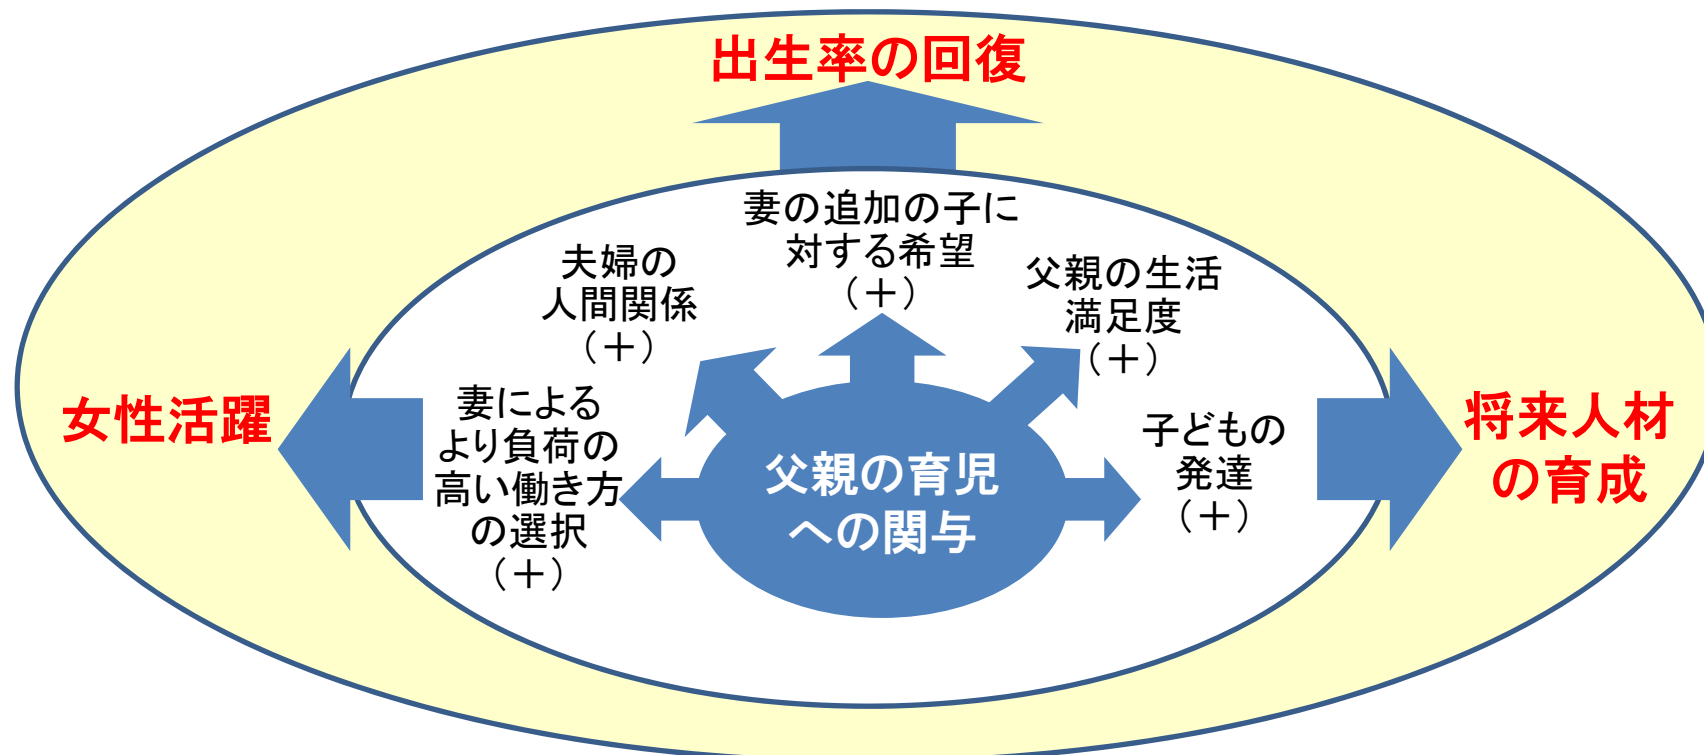 出生率の回復
妻の追加の子に
対する希望
（＋）
夫婦の
人間関係
（＋）
父親の生活
満足度
（＋）
女性活躍
妻による
より負荷の
高い働き方
の選択
（＋）
父親の育児
への関与
子どもの
発達
（＋）
将来人材
の育成